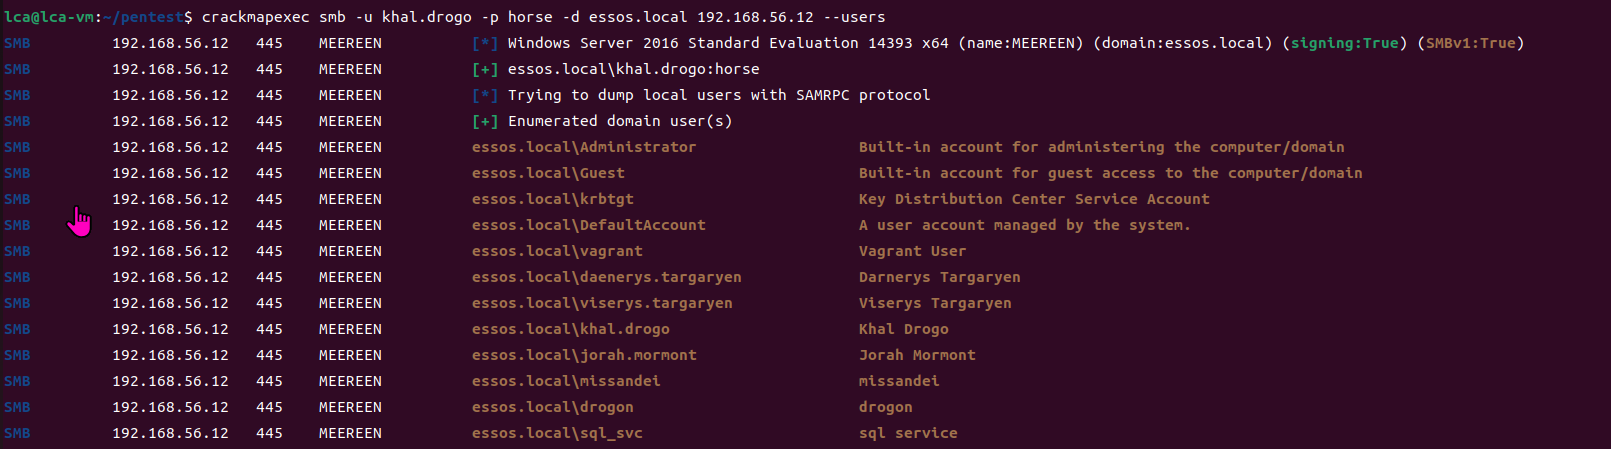 lca@lca-vm:~/pentest$ crackmapexec smb -u khal.drogo -p horse -d essos.local 192.168.56.12 --users
SMB 192.168.56.12 445 MEEREEN [*] Windows Server 2016 Standard Evaluation 14393 x64 (name:MEEREEN) (domain:essos.local) (signing:True) (SMBv1:True)
SMB 192.168.56.12 445 MEEREEN [+] essos.local\khal.drogo:horse
SMB 192.168.56.12 445 MEEREEN [*] Trying to dump local users with SAMRPC protocol
SMB 192.168.56.12 445 MEEREEN [+] Enumerated domain user(s)
SMB 192.168.56.12 445 MEEREEN essos.local\Administrator Built-in account for administering the computer/domain
SMB 192.168.56.12 445 MEEREEN essos.local\Guest Built-in account for guest access to the computer/domain
SMB 192.168.56.12 445 MEEREEN essos.local\krbtgt Key Distribution Center Service Account
SMB 192.168.56.12 445 MEEREEN essos.local\DefaultAccount A user account managed by the system.
SMB 192.168.56.12 445 MEEREEN essos.local\vagrant Vagrant User
SMB 192.168.56.12 445 MEEREEN essos.local\daenerys.targaryen Darnerys Targaryen
SMB 192.168.56.12 445 MEEREEN essos.local\viserys.targaryen Viserys Targaryen
SMB 192.168.56.12 445 MEEREEN essos.local\khal.drogo Khal Drogo
SMB 192.168.56.12 445 MEEREEN essos.local\jorah.mormont Jorah Mormont
SMB 192.168.56.12 445 MEEREEN essos.local\missandei missandei
SMB 192.168.56.12 445 MEEREEN essos.local\drogon drogon
SMB 192.168.56.12 445 MEEREEN essos.local\sql_svc sql service